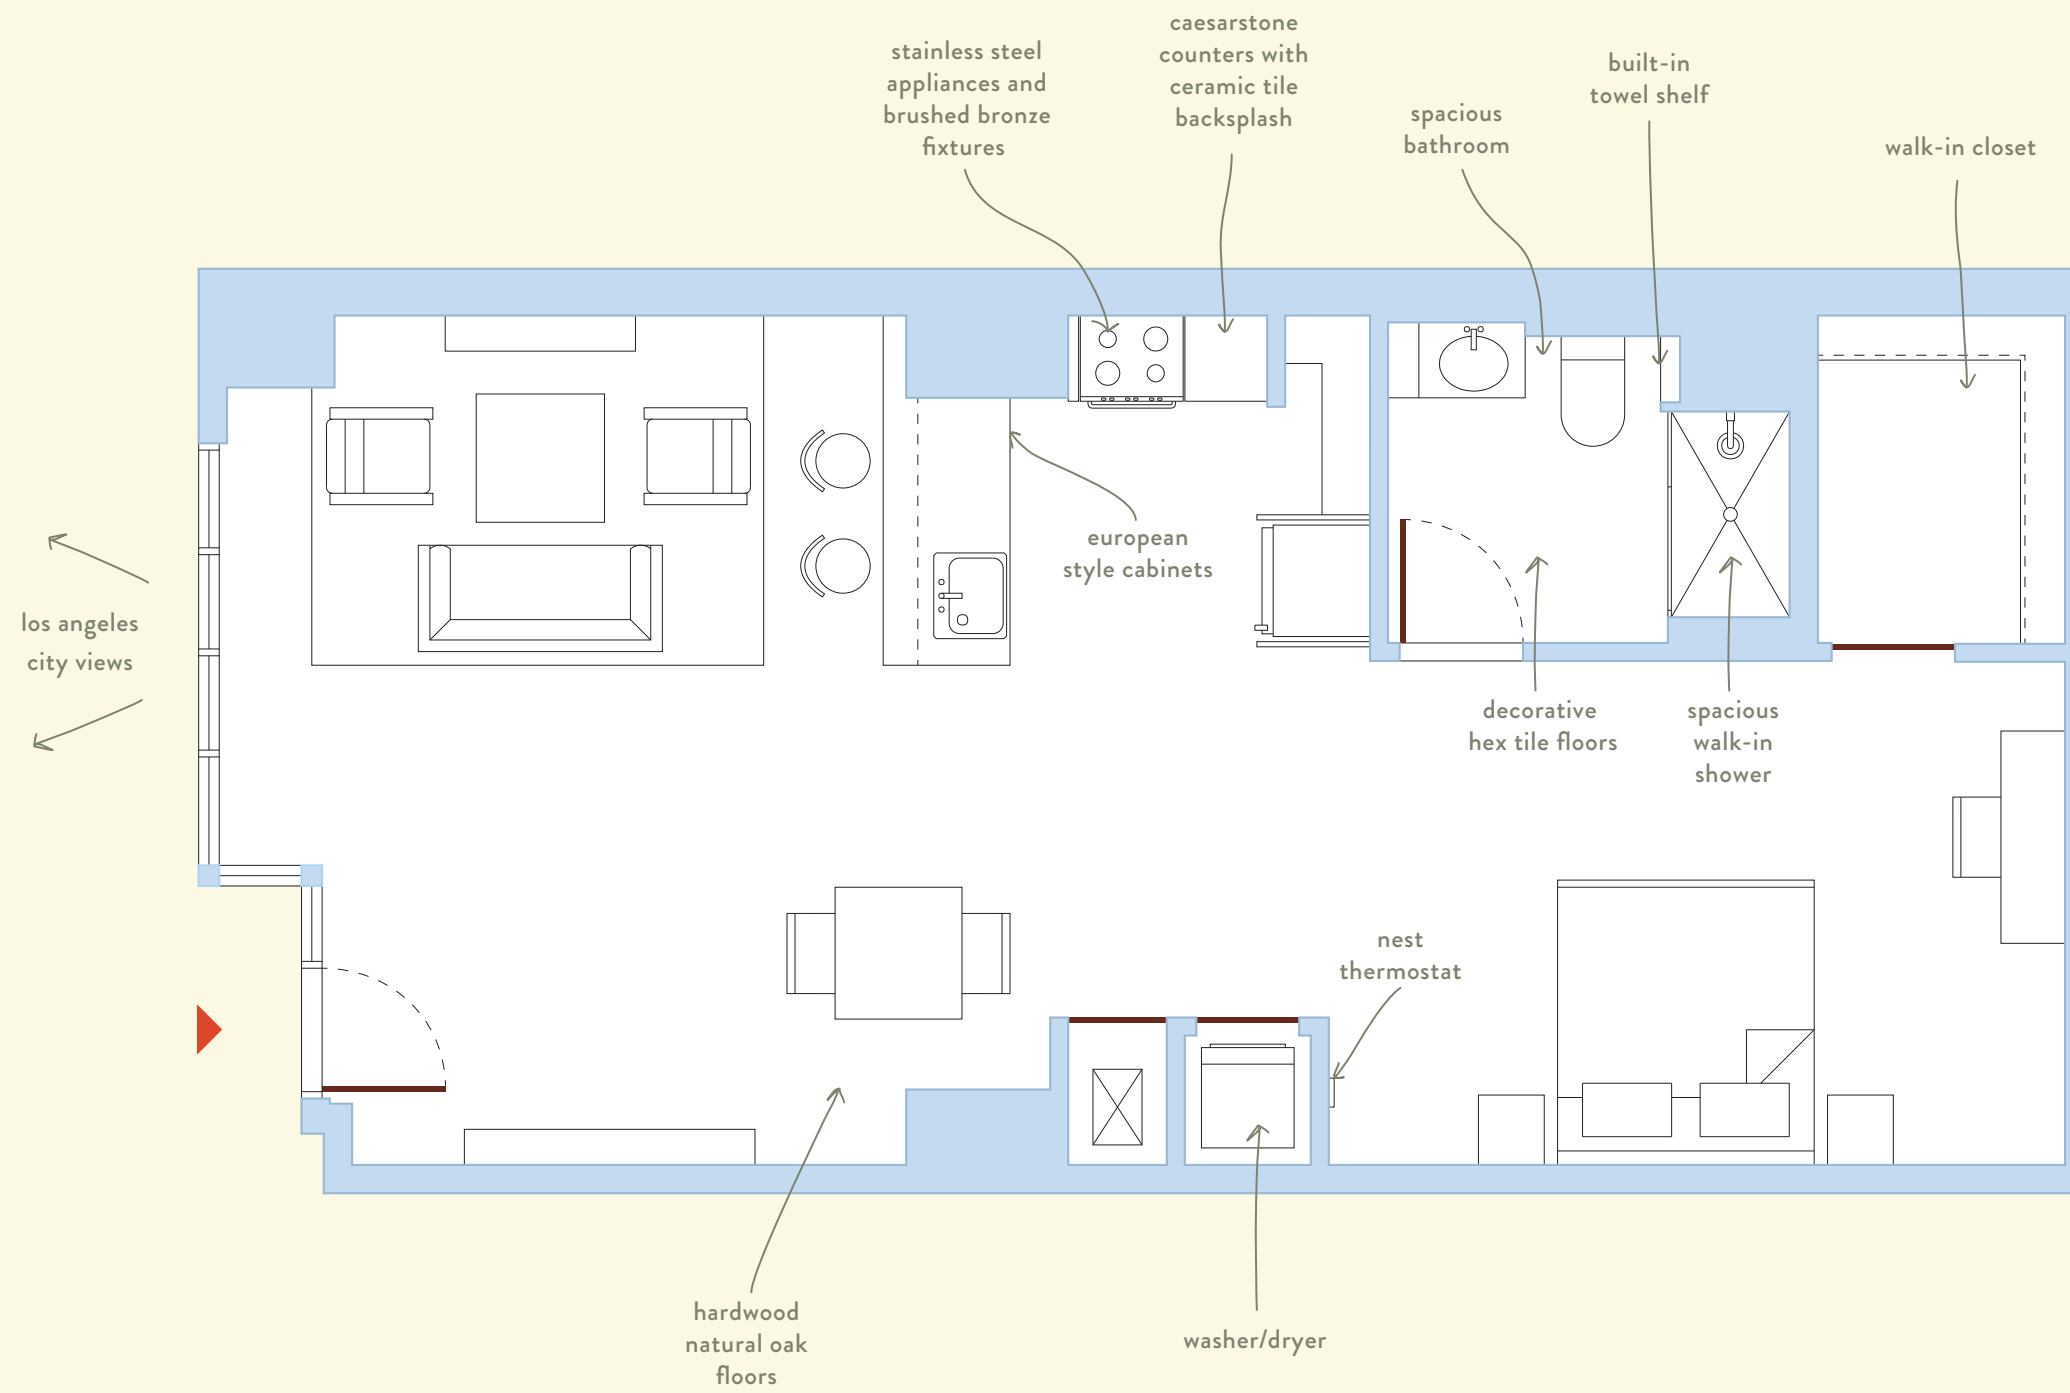 stainless steel
appliances and
brushed bronze
fixtures
caesarstone
counters with
ceramic tile
backsplash
spacious
bathroom
built-in
towel shelf
walk-in closet
los angeles
city views
european
style cabinets
decorative
hex tile floors
spacious
walk-in
shower
nest
thermostat
hardwood
natural oak
floors
washer/dryer